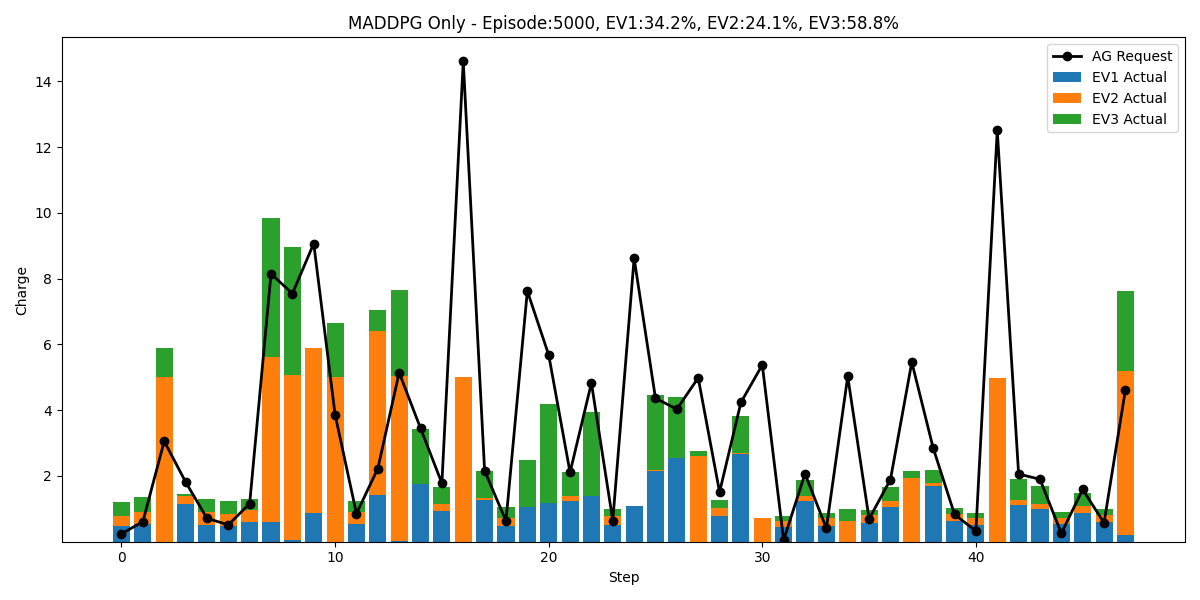 MADDPG Only - Episode:5000, EV1:34.2%, EV2:24.1%, EV3:58.8%
AG Request
EV1 Actual
EV2 Actual
EV3 Actual
Charge
14
12
10
8
6
4
2
0 10 20 30 40
Step